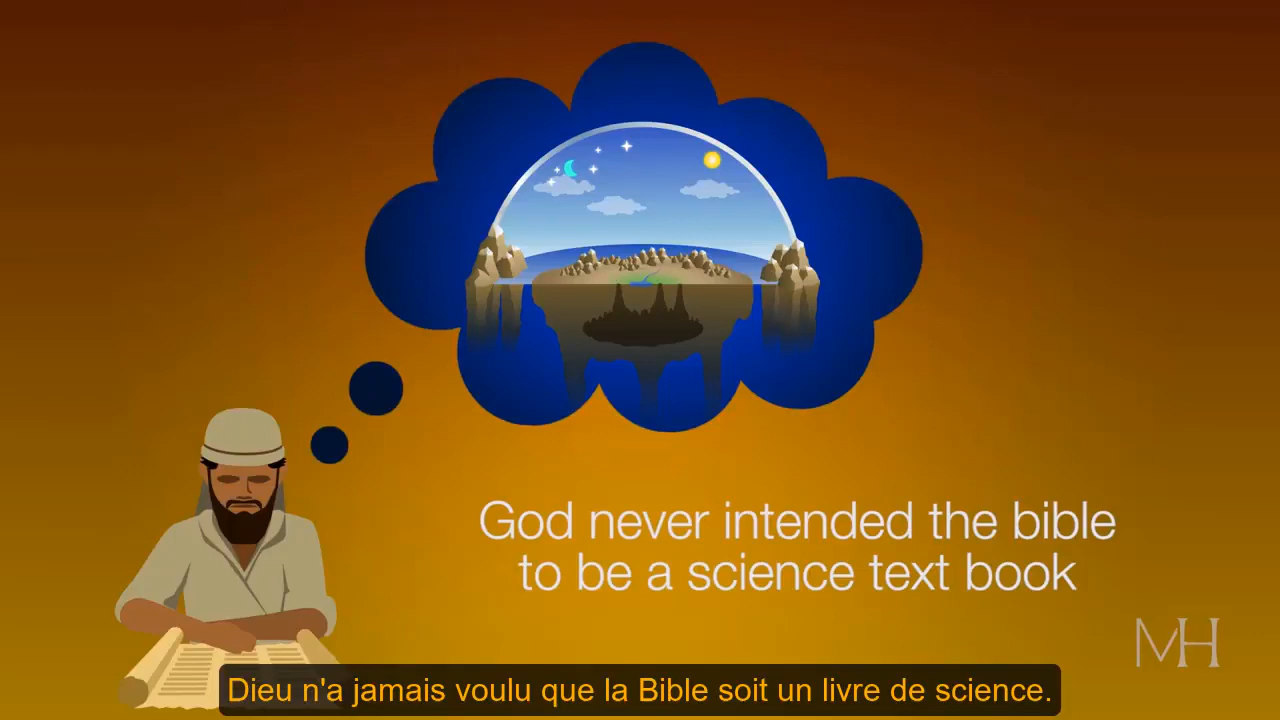 God never intended the bible
to be a science text book
MH
Dieu n'a jamais voulu que la Bible soit un livre de science.